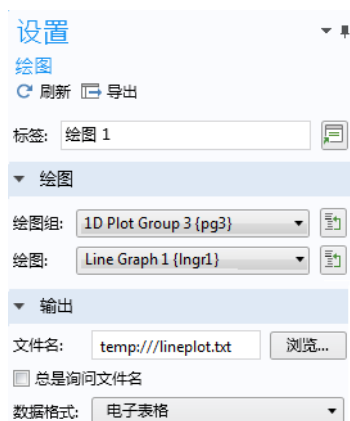 设置
绘图
刷新 导出
标签: 绘图 1
绘图
绘图组: 1D Plot Group 3 {pg3}
绘图: Line Graph 1 {lngr1}
输出
文件名: temp:///lineplot.txt 浏览...
总是询问文件名
数据格式: 电子表格